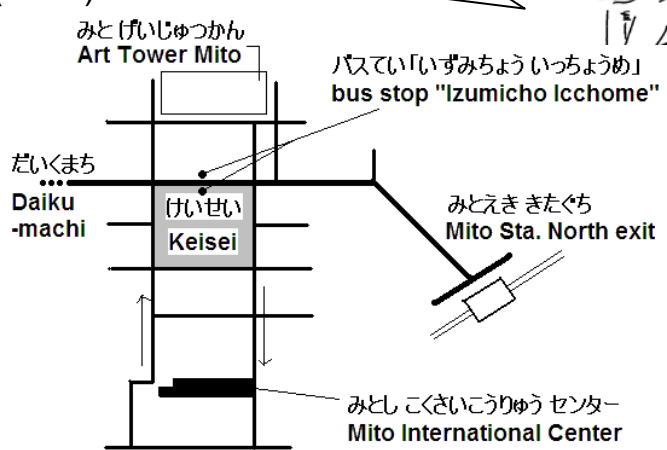 みと げいじゅつかん
Art Tower Mito
バスてい「いずみちょう いっちょうめ」
bus stop "Izumicho Icchome"
だいくまち
Daiku
-machi
けいせい
Keisei
みとえき きたぐち
Mito Sta. North exit
みとし こくさいこうりゅう センター
Mito International Center